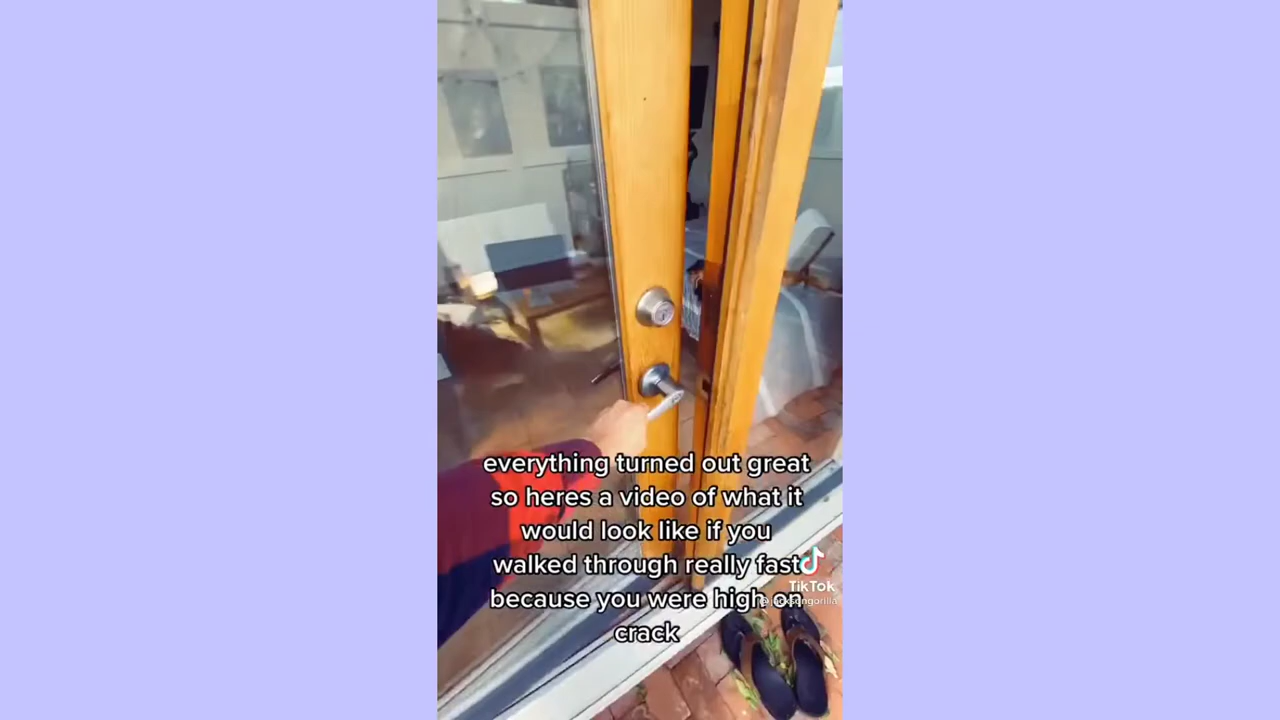 everything turned out great
so heres a video of what it
would look like if you
walked through really fast
because you were high on
crack
TikTok